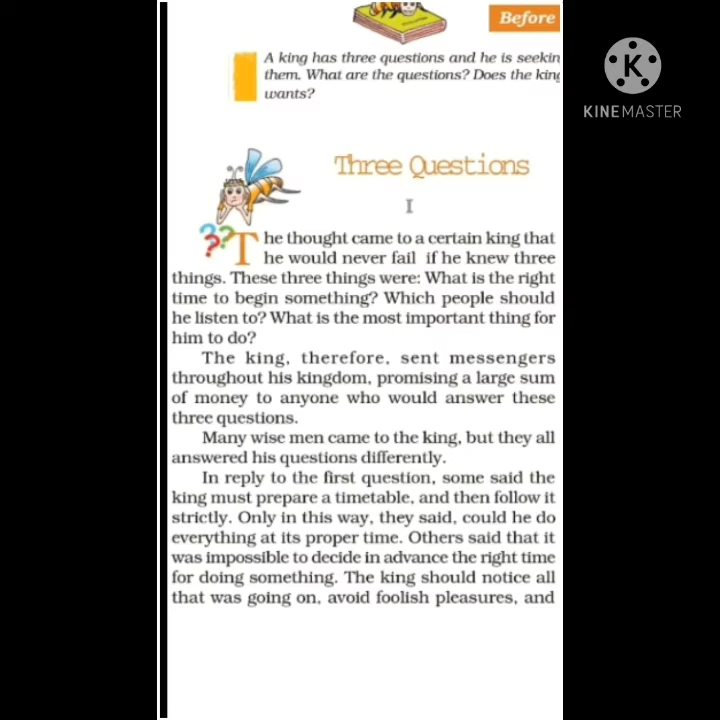 Before
A king has three questions and he is seekin
them. What are the questions? Does the king
wants?
K
KINEMASTER
Three Questions
I
??
The thought came to a certain king that
he would never fail if he knew three
things. These three things were: What is the right
time to begin something? Which people should
he listen to? What is the most important thing for
him to do?
The king, therefore, sent messengers
throughout his kingdom, promising a large sum
of money to anyone who would answer these
three questions.
Many wise men came to the king, but they all
answered his questions differently.
In reply to the first question, some said the
king must prepare a timetable, and then follow it
strictly. Only in this way, they said, could he do
everything at its proper time. Others said that it
was impossible to decide in advance the right time
for doing something. The king should notice all
that was going on, avoid foolish pleasures, and